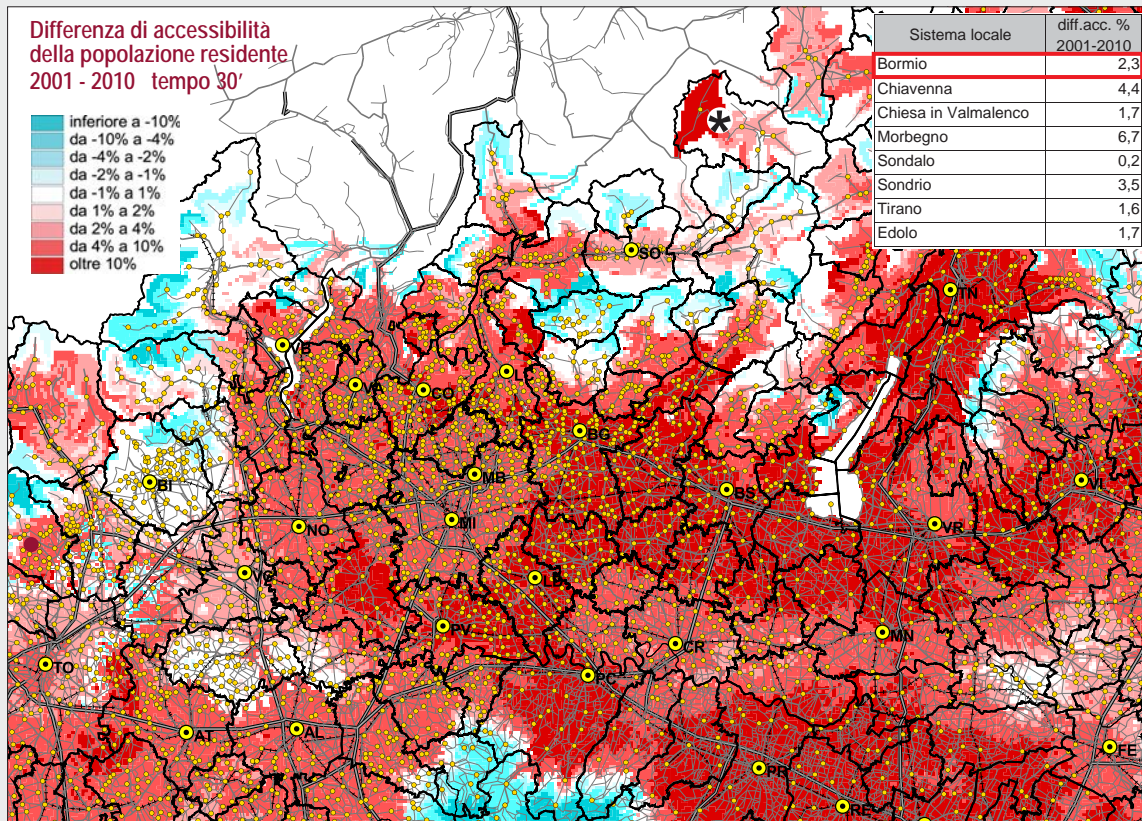 Differenza di accessibilità
della popolazione residente
2001 - 2010 tempo 30'
inferiore a -10%
da -10% a -4%
da -4% a -2%
da -2% a -1%
da -1% a 1%
da 1% a 2%
da 2% a 4%
da 4% a 10%
oltre 10%
Sistema locale diff.acc. %
2001-2010
Bormio 2,3
Chiavenna 4,4
Chiesa in Valmalenco 1,7
Morbegno 6,7
Sondalo 0,2
Sondrio 3,5
Tirano 1,6
Edolo 1,7
*
SO
TN
VB
VA
CO
BG
BI
MB
BS
VI
MI
NO
VR
VC
PV
MN
CR
TO
PC
AT
AL
FE
PR
RE